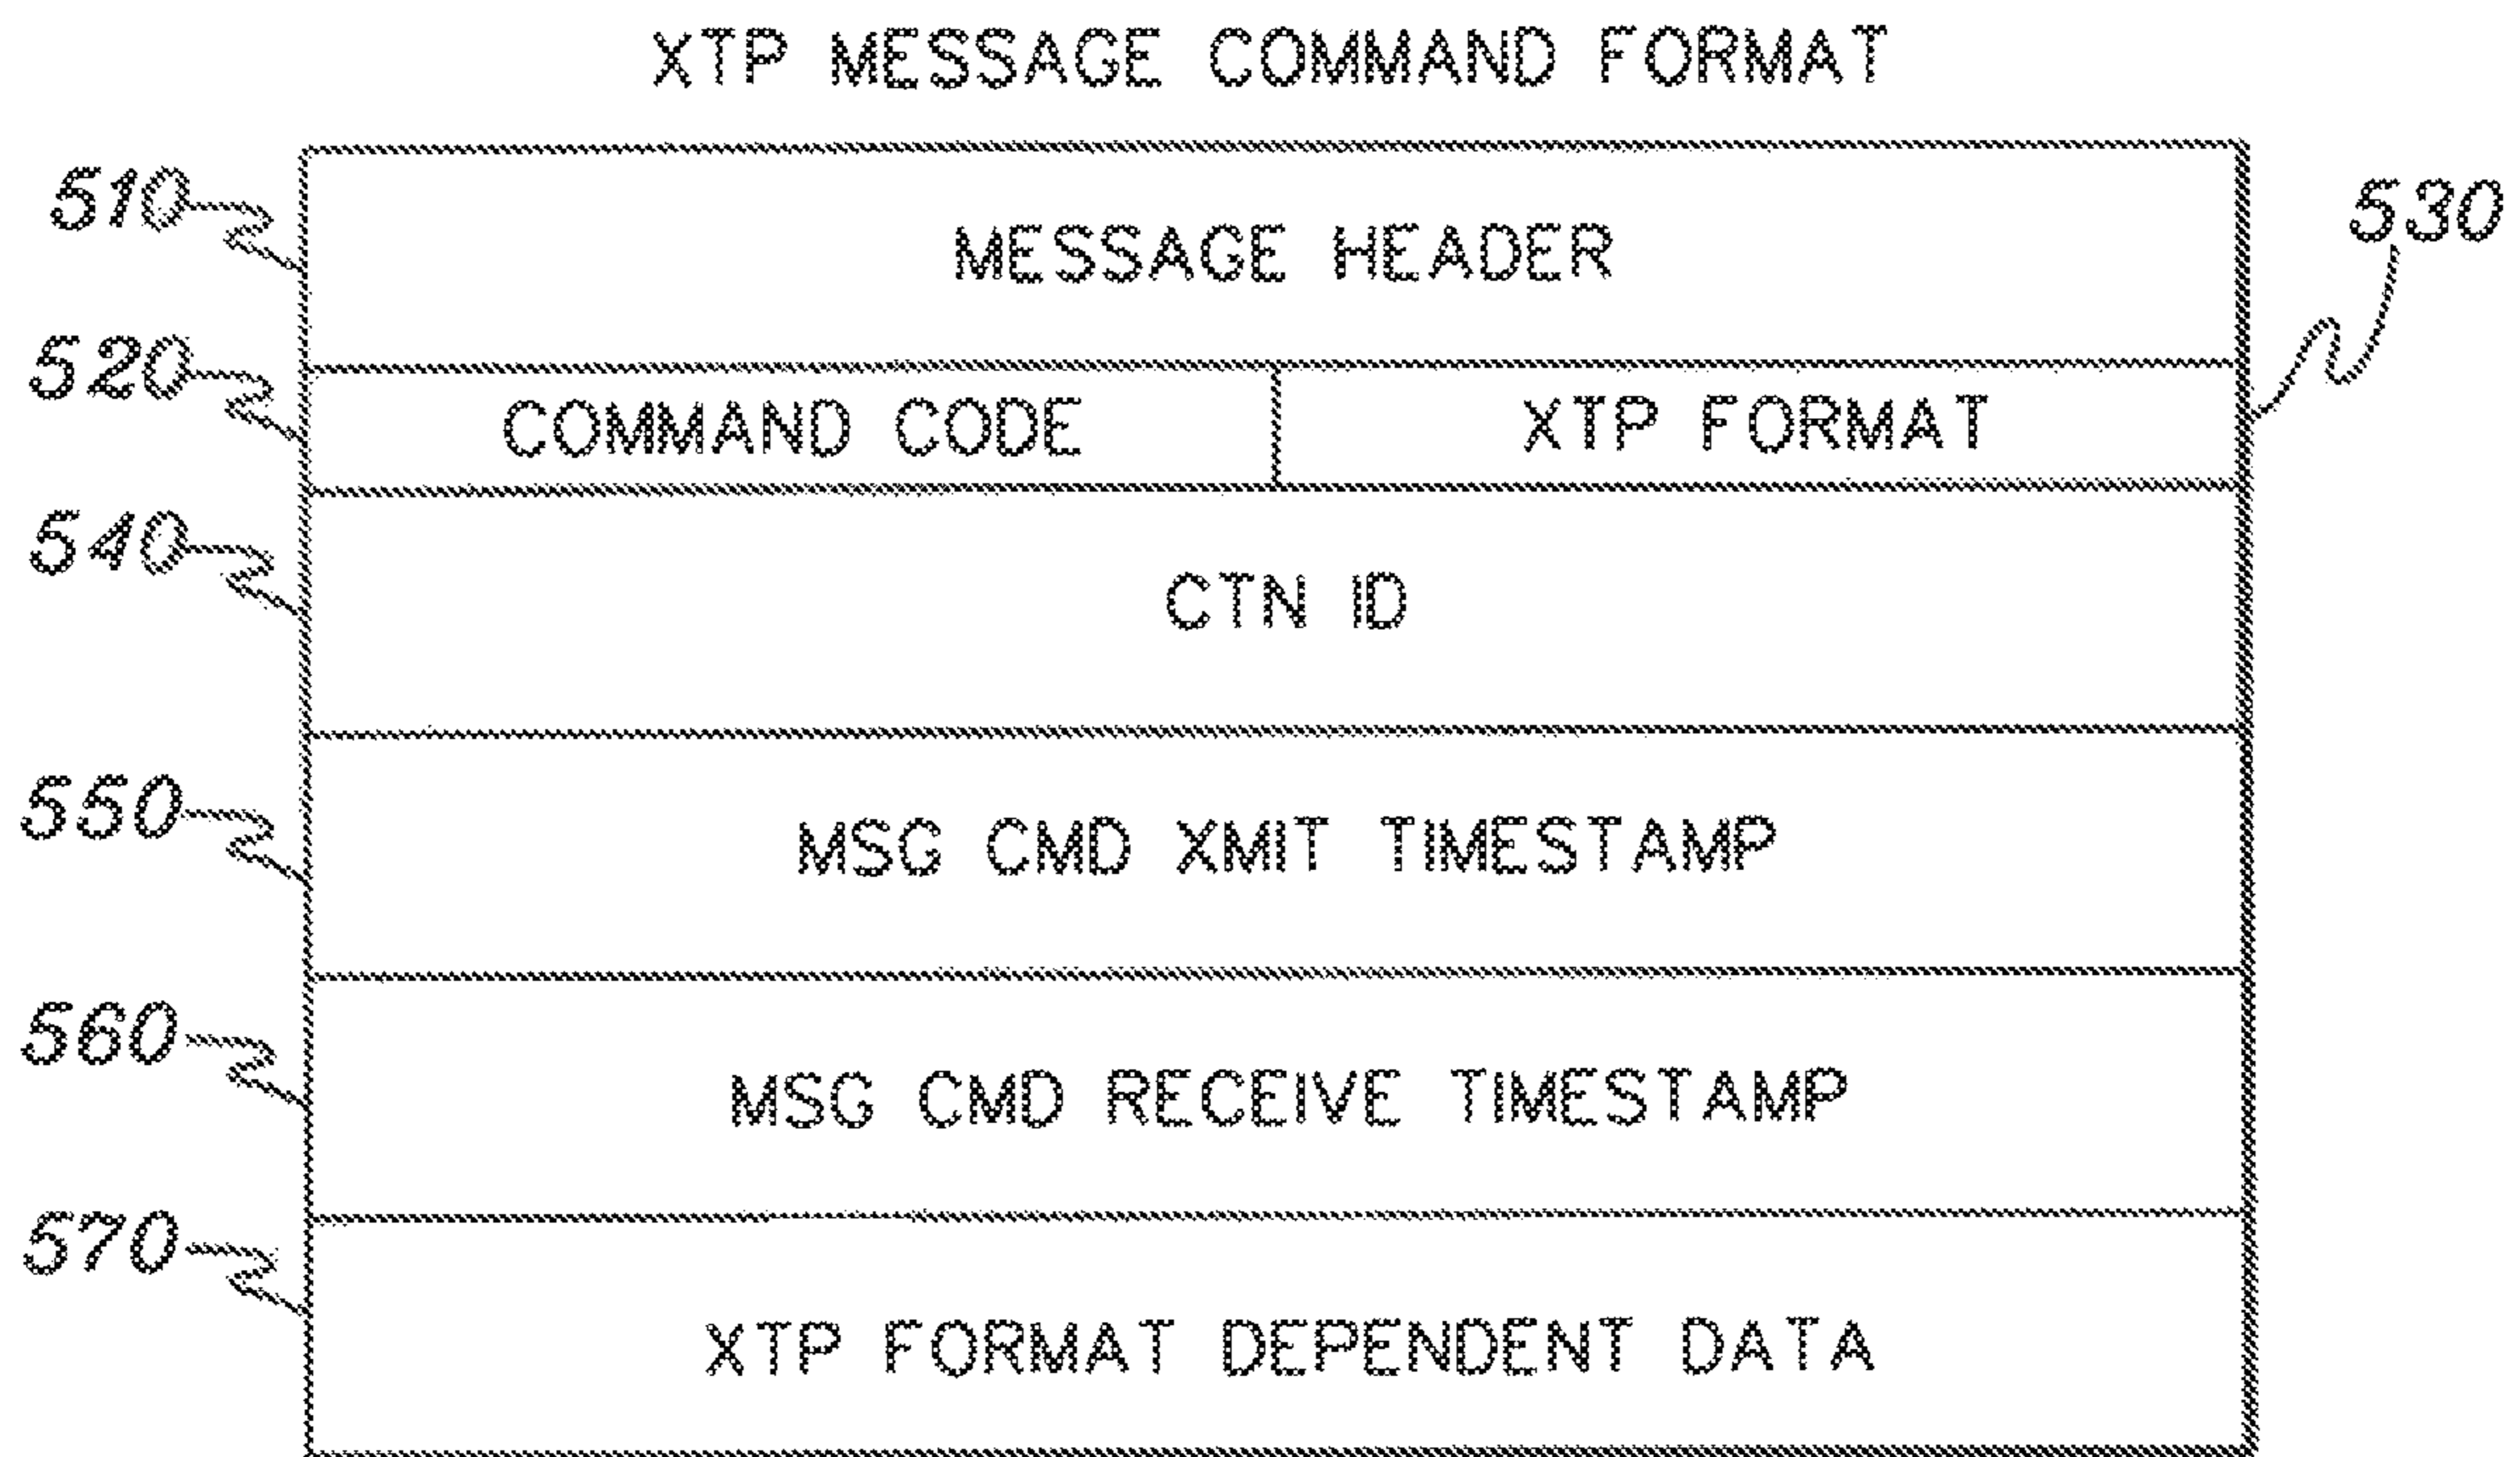 XTP MESSAGE COMMAND FORMAT
510
MESSAGE HEADER
530
520
COMMAND CODE
XTP FORMAT
540
CTN ID
550
MSG CMD XMIT TIMESTAMP
560
MSG CMD RECEIVE TIMESTAMP
570
XTP FORMAT DEPENDENT DATA